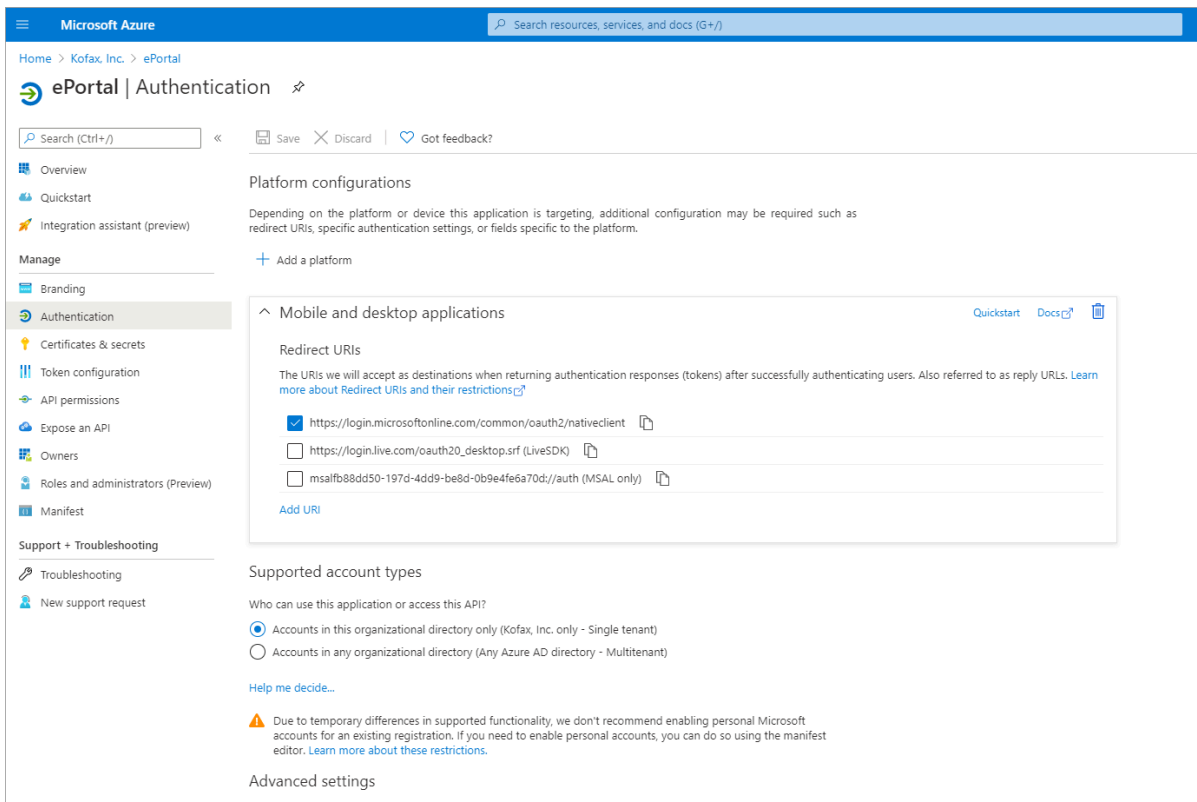 Microsoft Azure
Search resources, services, and docs (G+/)
Home > Kofax, Inc. > ePortal
ePortal | Authentication
Search (Ctrl+/)
«
Save
Discard
Got feedback?
Overview
Quickstart
Integration assistant (preview)
Manage
Branding
Authentication
Certificates & secrets
Token configuration
API permissions
Expose an API
Owners
Roles and administrators (Preview)
Manifest
Support + Troubleshooting
Troubleshooting
New support request
Platform configurations
Depending on the platform or device this application is targeting, additional configuration may be required such as
redirect URIs, specific authentication settings, or fields specific to the platform.
Add a platform
Mobile and desktop applications
Quickstart
Docs
Redirect URIs
The URIs we will accept as destinations when returning authentication responses (tokens) after successfully authenticating users. Also referred to as reply URLs. Learn
more about Redirect URIs and their restrictions
https://login.microsoftonline.com/common/oauth2/nativeclient
https://login.live.com/oauth20_desktop.srf (LiveSDK)
msalfb88dd50-197d-4dd9-be8d-0b9e4fe6a70d://auth (MSAL only)
Add URI
Supported account types
Who can use this application or access this API?
Accounts in this organizational directory only (Kofax, Inc. only - Single tenant)
Accounts in any organizational directory (Any Azure AD directory - Multitenant)
Help me decide...
Due to temporary differences in supported functionality, we don't recommend enabling personal Microsoft
accounts for an existing registration. If you need to enable personal accounts, you can do so using the manifest
editor. Learn more about these restrictions.
Advanced settings